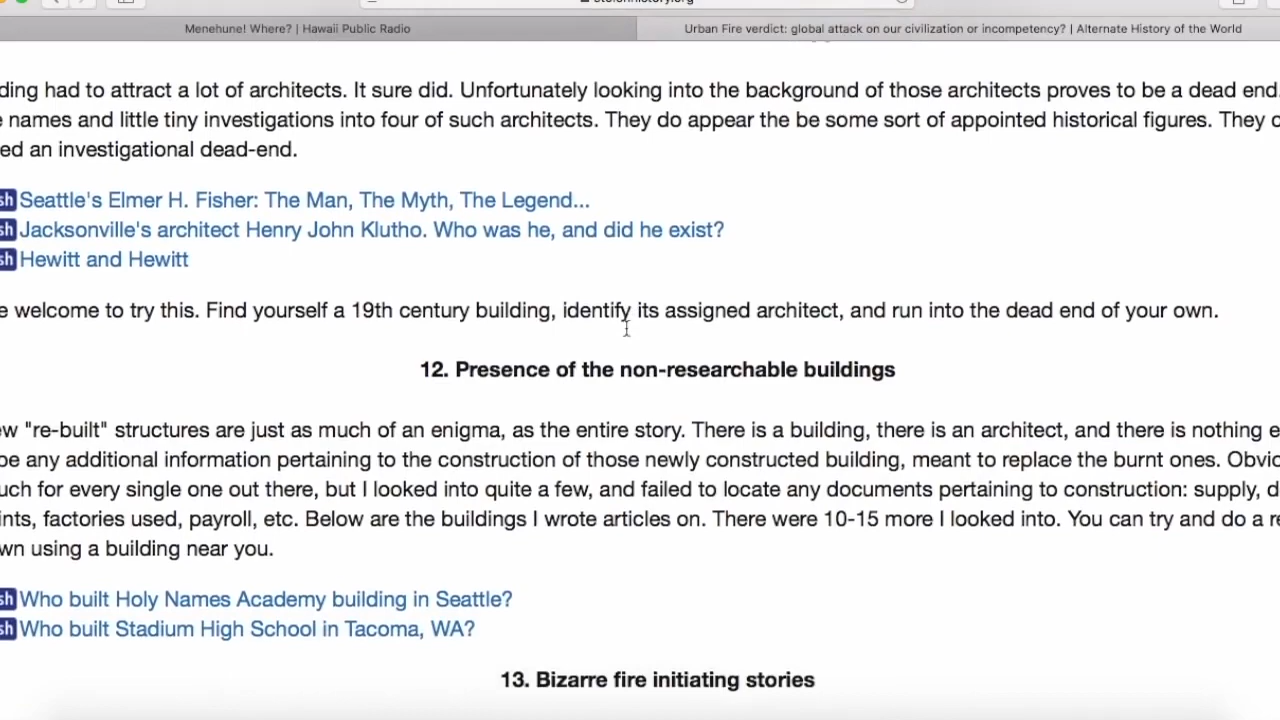 Menehune! Where? | Hawaii Public Radio
Urban Fire verdict: global attack on our civilization or incompetency? | Alternate History of the World
ding had to attract a lot of architects. It sure did. Unfortunately looking into the background of those architects proves to be a dead end.
e names and little tiny investigations into four of such architects. They do appear the be some sort of appointed historical figures. They c
ed an investigational dead-end.
sh Seattle's Elmer H. Fisher: The Man, The Myth, The Legend...
sh Jacksonville's architect Henry John Klutho. Who was he, and did he exist?
sh Hewitt and Hewitt
e welcome to try this. Find yourself a 19th century building, identify its assigned architect, and run into the dead end of your own.
12. Presence of the non-researchable buildings
ew "re-built" structures are just as much of an enigma, as the entire story. There is a building, there is an architect, and there is nothing e
be any additional information pertaining to the construction of those newly constructed building, meant to replace the burnt ones. Obvio
uch for every single one out there, but I looked into quite a few, and failed to locate any documents pertaining to construction: supply, d
ints, factories used, payroll, etc. Below are the buildings I wrote articles on. There were 10-15 more I looked into. You can try and do a re
wn using a building near you.
sh Who built Holy Names Academy building in Seattle?
sh Who built Stadium High School in Tacoma, WA?
13. Bizarre fire initiating stories